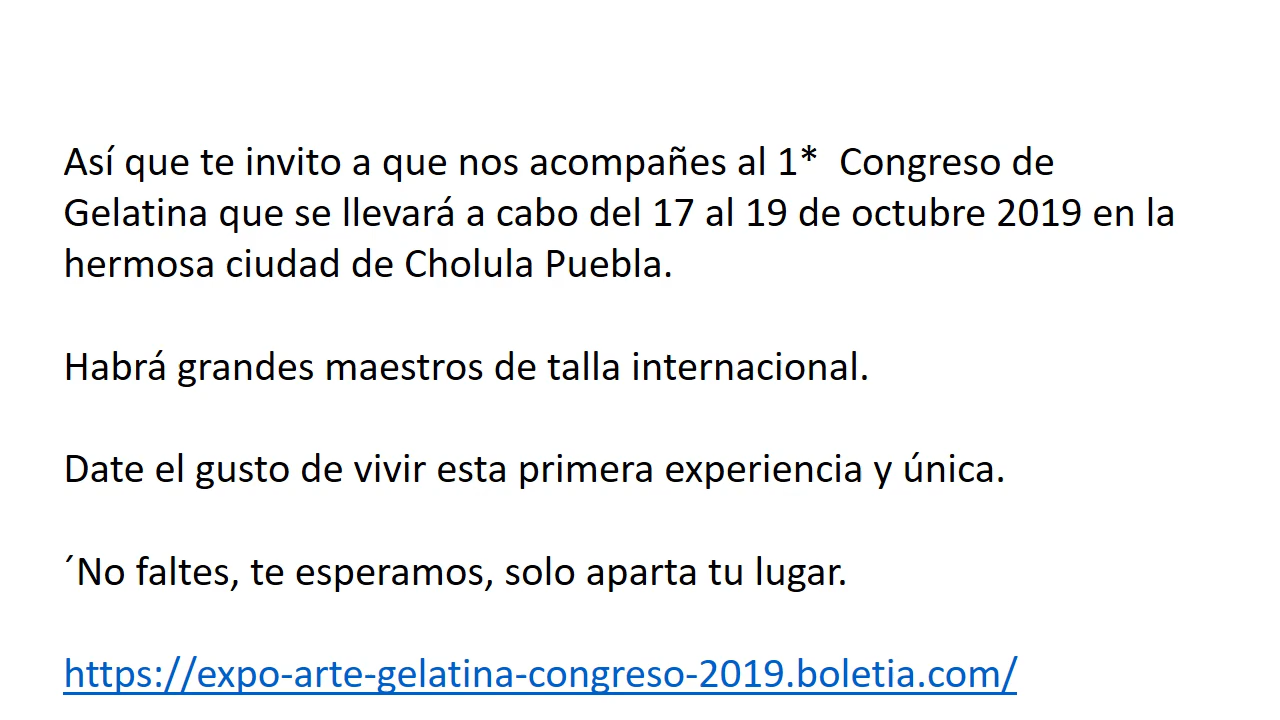 Así que te invito a que nos acompañes al 1*  Congreso de
Gelatina que se llevará a cabo del 17 al 19 de octubre 2019 en la
hermosa ciudad de Cholula Puebla.
Habrá grandes maestros de talla internacional.
Date el gusto de vivir esta primera experiencia y única.
´No faltes, te esperamos, solo aparta tu lugar.
https://expo-arte-gelatina-congreso-2019.boletia.com/